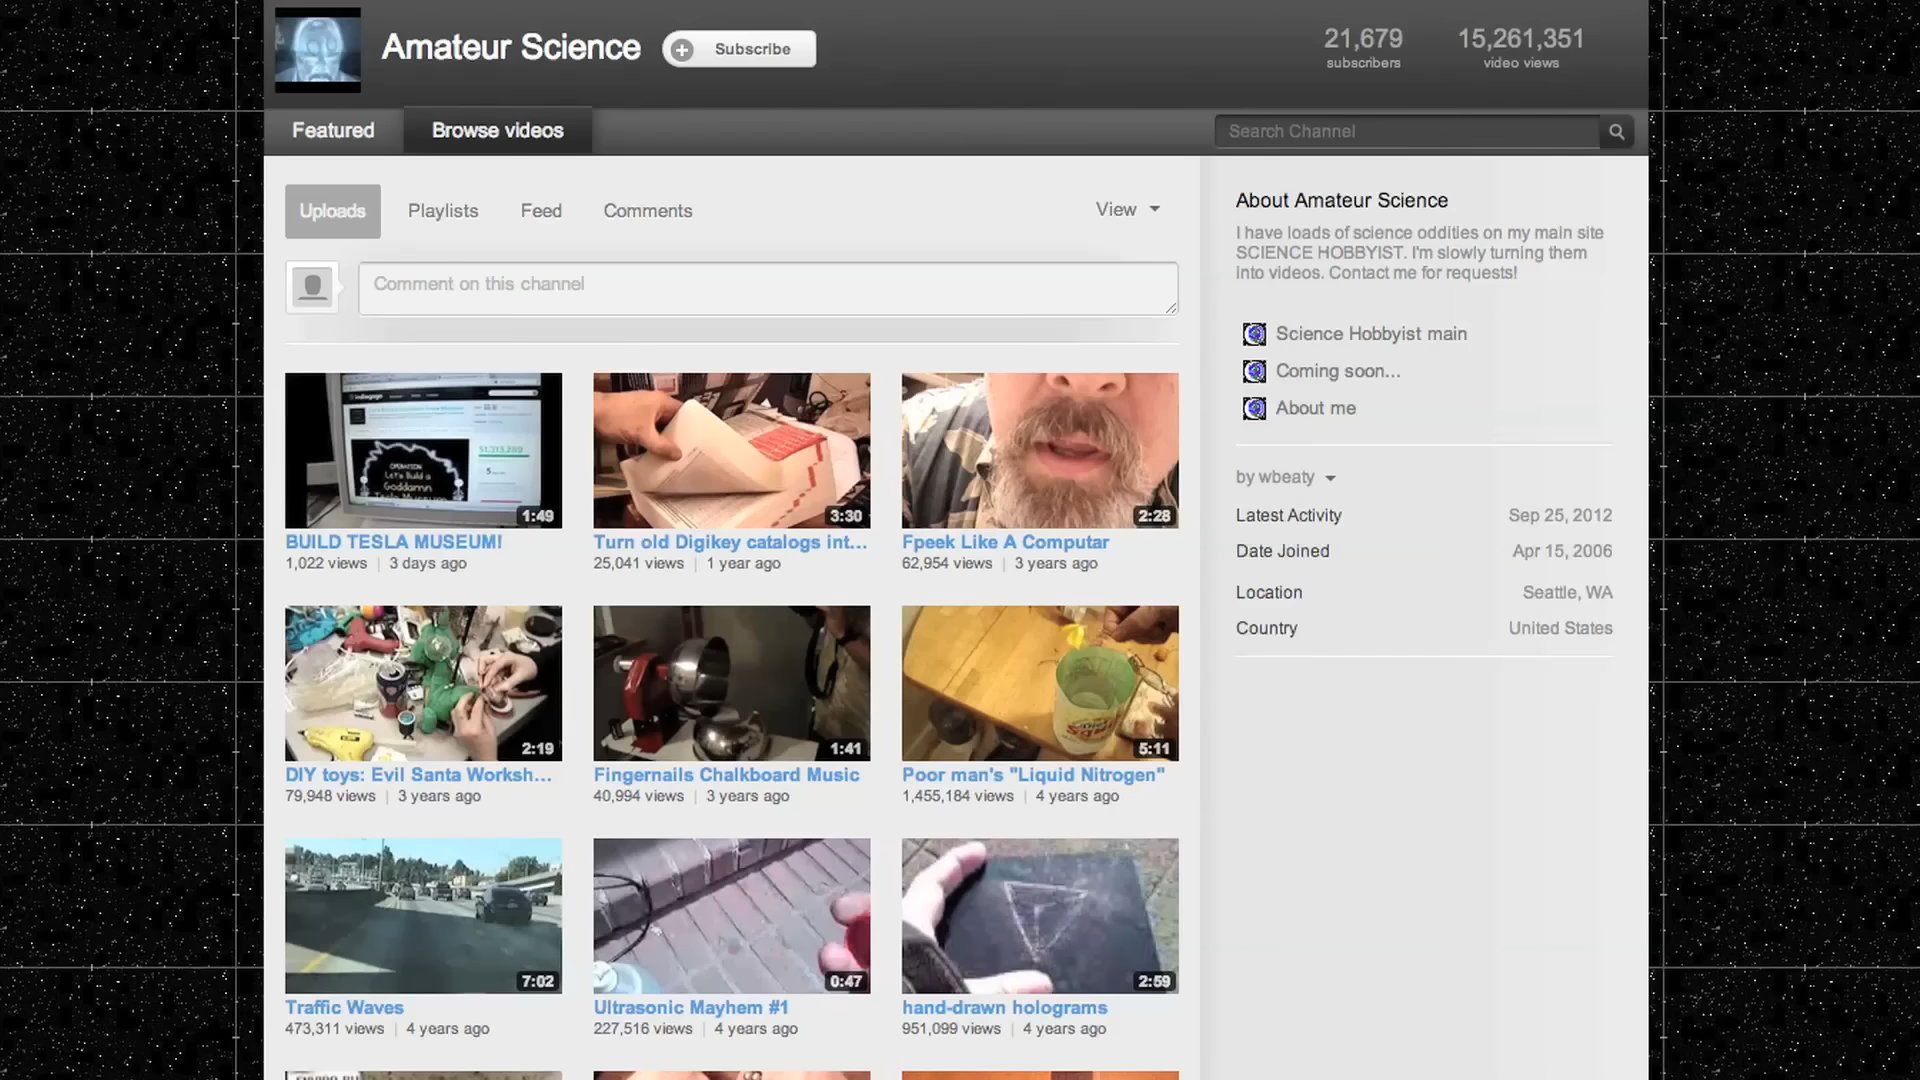 Amateur Science
Subscribe
21,679
subscribers
15,261,351
video views
Featured
Browse videos
Search Channel
Uploads
Playlists
Feed
Comments
View
Comment on this channel
1:49
BUILD TESLA MUSEUM!
1,022 views | 3 days ago
3:30
Turn old Digikey catalogs int...
25,041 views | 1 year ago
2:28
Fpeek Like A Computar
62,954 views | 3 years ago
2:19
DIY toys: Evil Santa Worksh...
79,948 views | 3 years ago
1:41
Fingernails Chalkboard Music
40,994 views | 3 years ago
5:11
Poor man's "Liquid Nitrogen"
1,455,184 views | 4 years ago
7:02
Traffic Waves
473,311 views | 4 years ago
0:47
Ultrasonic Mayhem #1
227,516 views | 4 years ago
2:59
hand-drawn holograms
951,099 views | 4 years ago
About Amateur Science
I have loads of science oddities on my main site
SCIENCE HOBBYIST. I'm slowly turning them
into videos. Contact me for requests!
Science Hobbyist main
Coming soon...
About me
by wbeaty
Latest Activity Sep 25, 2012
Date Joined Apr 15, 2006
Location Seattle, WA
Country United States